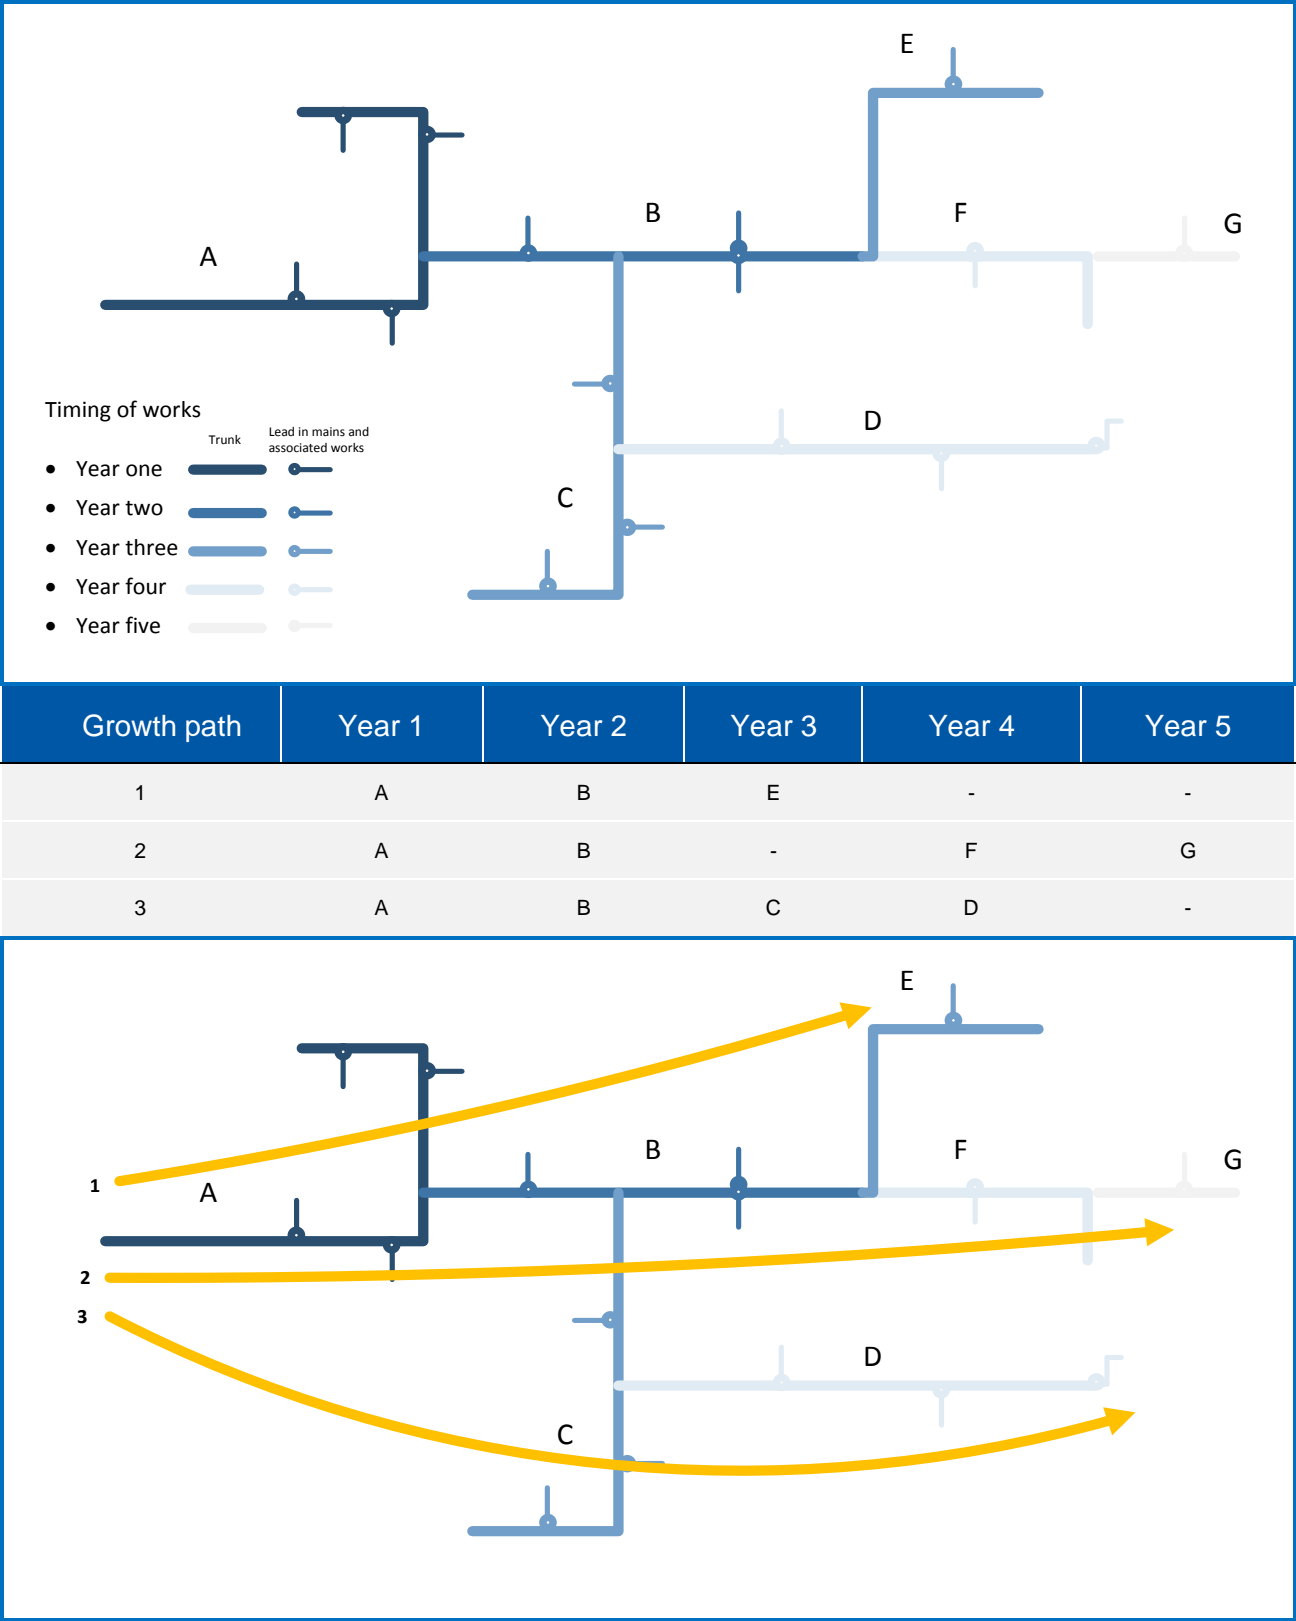 E
B
F
G
A
Timing of works
Trunk
Lead in mains and
associated works
D
• Year one
• Year two
C
• Year three
• Year four
• Year five
Growth path Year 1 Year 2 Year 3 Year 4 Year 5
1 A B E - -
2 A B - F G
3 A B C D -
E
B
F
G
1
A
2
3
D
C